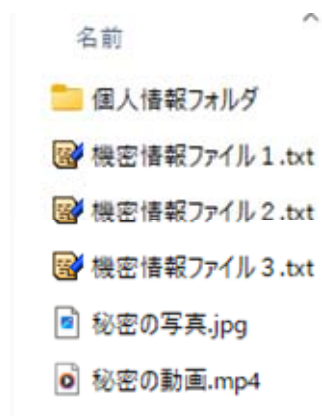 名前
個人情報フォルダ
機密情報ファイル１.txt
機密情報ファイル２.txt
機密情報ファイル３.txt
秘密の写真.jpg
秘密の動画.mp4